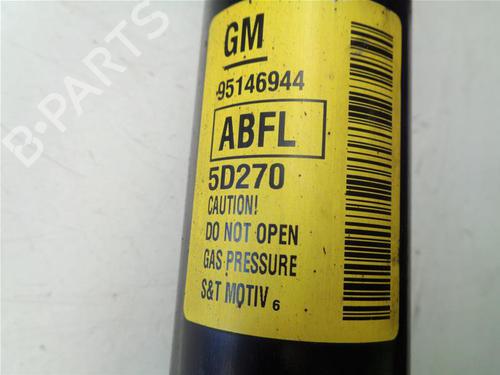 GM
95146944
ABFL
5D270
CAUTION!
DO NOT OPEN
GAS PRESSURE
S&T MOTIV 6
B-PARTS